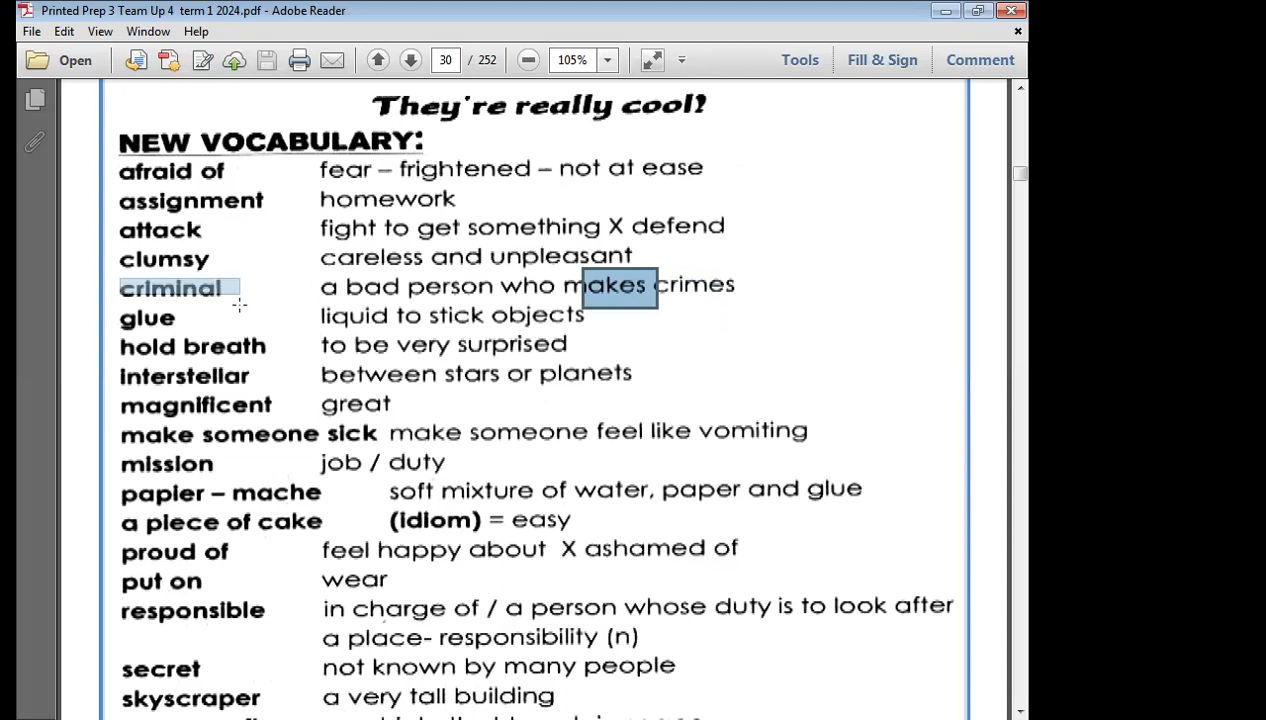 Printed Prep 3 Team Up 4 term 1 2024.pdf - Adobe Reader
File Edit View Window Help
Open 30 / 252 105% Tools Fill & Sign Comment
They're really cool!
NEW VOCABULARY:
afraid of fear – frightened – not at ease
assignment homework
attack fight to get something X defend
clumsy careless and unpleasant
criminal a bad person who makes crimes
glue liquid to stick objects
hold breath to be very surprised
interstellar between stars or planets
magnificent great
make someone sick make someone feel like vomiting
mission job / duty
papier – mache soft mixture of water, paper and glue
a piece of cake (idiom) = easy
proud of feel happy about X ashamed of
put on wear
responsible in charge of / a person whose duty is to look after
a place- responsibility (n)
secret not known by many people
skyscraper a very tall building